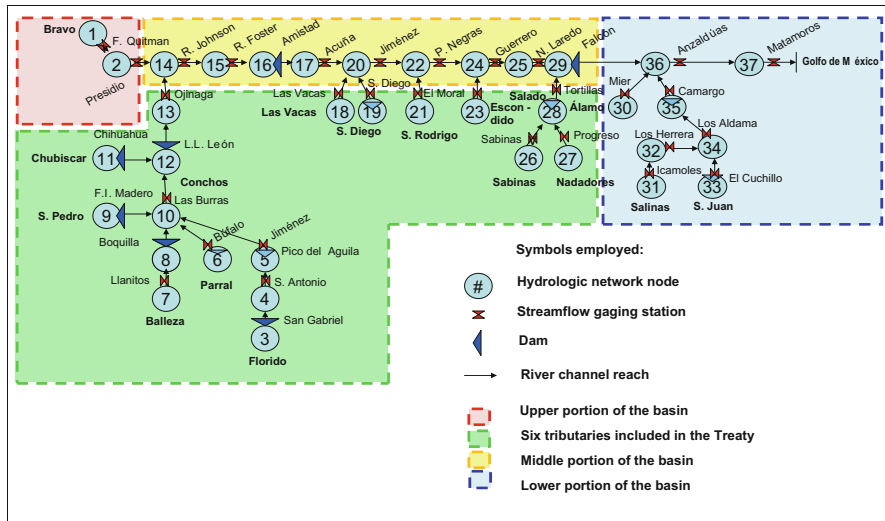 Bravo
1
F. Quitman
2
Presidio
14
R. Johnson
15
R. Foster
16
Amistad
17
Acuña
20
Jiménez
22
P. Negras
24
Guerrero
25
N. Laredo
29
Falcón
36
Anzaldúas
37
Matamoros
Golfo de M éxico
Ojinaga
13
Las Vacas
18
Las Vacas
S. Diego
19
S. Diego
El Moral
21
S. Rodrigo
23
Escon -
dido
Salado
Tortillas
28
Álamo
Sabinas
26
Sabinas
Progreso
27
Nadadores
Mier
30
Camargo
35
Los Aldama
34
Los Herrera
32
Icamoles
31
Salinas
El Cuchillo
33
S. Juan
Chihuahua
L.L. León
Chubiscar
11
12
Conchos
F.I. Madero
Las Burras
S. Pedro
9
10
Boquilla
Búfalo
Jiménez
8
6
5
Pico del Aguila
Llanitos
Parral
S. Antonio
7
4
Balleza
San Gabriel
3
Florido
Symbols employed:
# Hydrologic network node
Streamflow gaging station
Dam
River channel reach
Upper portion of the basin
Six tributaries included in the Treaty
Middle portion of the basin
Lower portion of the basin